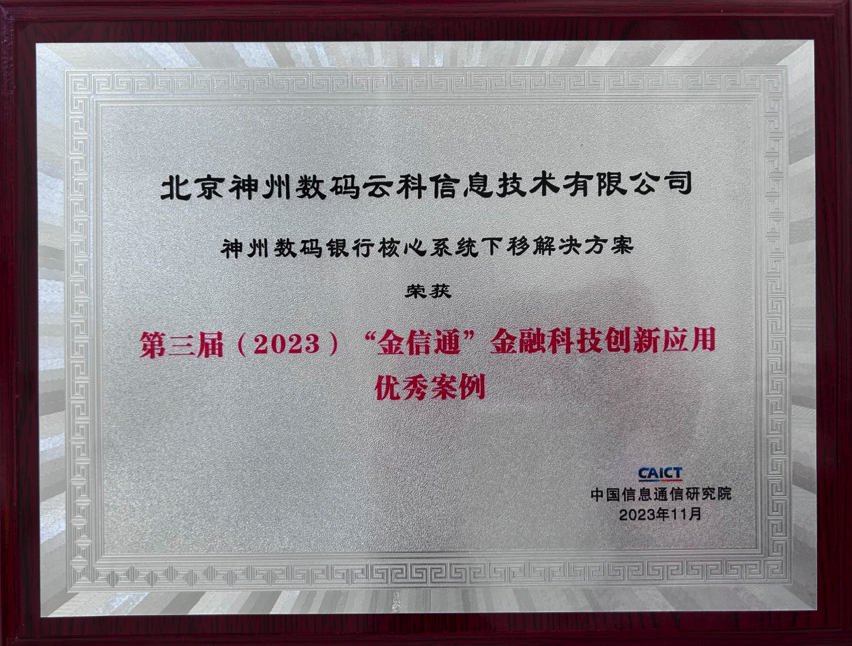 北京神州数码云科信息技术有限公司
神州数码银行核心系统下移解决方案
荣获
第三届（2023）“金信通”金融科技创新应用
优秀案例
CAICT
中国信息通信研究院
2023年11月